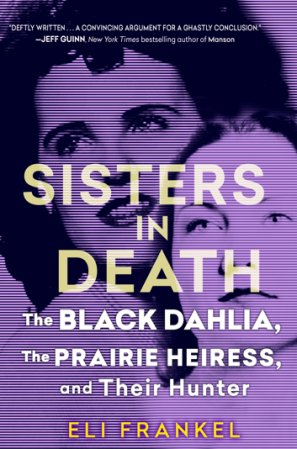 "DEFTLY WRITTEN . . . A CONVINCING ARGUMENT FOR A GHASTLY CONCLUSION."
—JEFF GUINN, New York Times bestselling author of Manson
SISTERS
IN
DEATH
The BLACK DAHLIA,
The PRAIRIE HEIRESS,
and Their Hunter
ELI FRANKEL